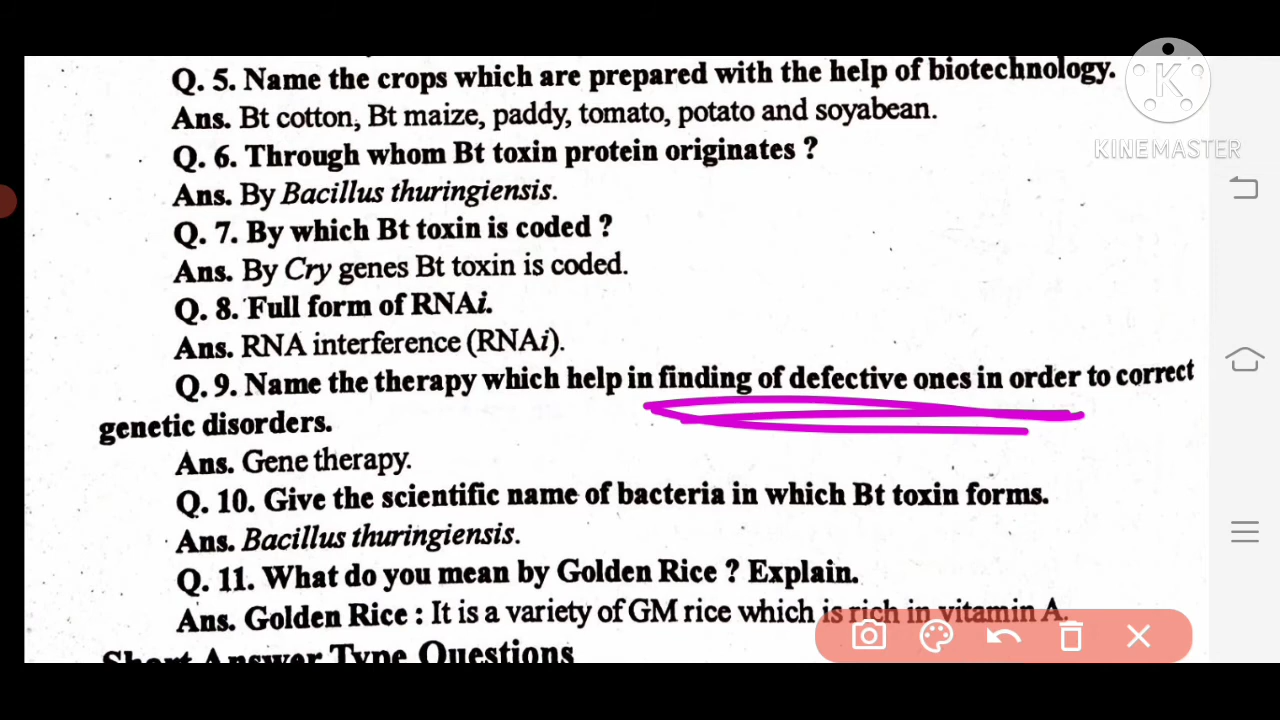 Q. 5. Name the crops which are prepared with the help of biotechnology.
Ans. Bt cotton, Bt maize, paddy, tomato, potato and soyabean.
Q. 6. Through whom Bt toxin protein originates ?
Ans. By Bacillus thuringiensis.
Q. 7. By which Bt toxin is coded ?
Ans. By Cry genes Bt toxin is coded.
Q. 8. Full form of RNAi.
Ans. RNA interference (RNAi).
Q. 9. Name the therapy which help in finding of defective ones in order to correct
genetic disorders.
Ans. Gene therapy.
Q. 10. Give the scientific name of bacteria in which Bt toxin forms.
Ans. Bacillus thuringiensis.
Q. 11. What do you mean by Golden Rice ? Explain.
Ans. Golden Rice : It is a variety of GM rice which is rich in vitamin A.
Short Answer Type Questions
K
KINEMASTER